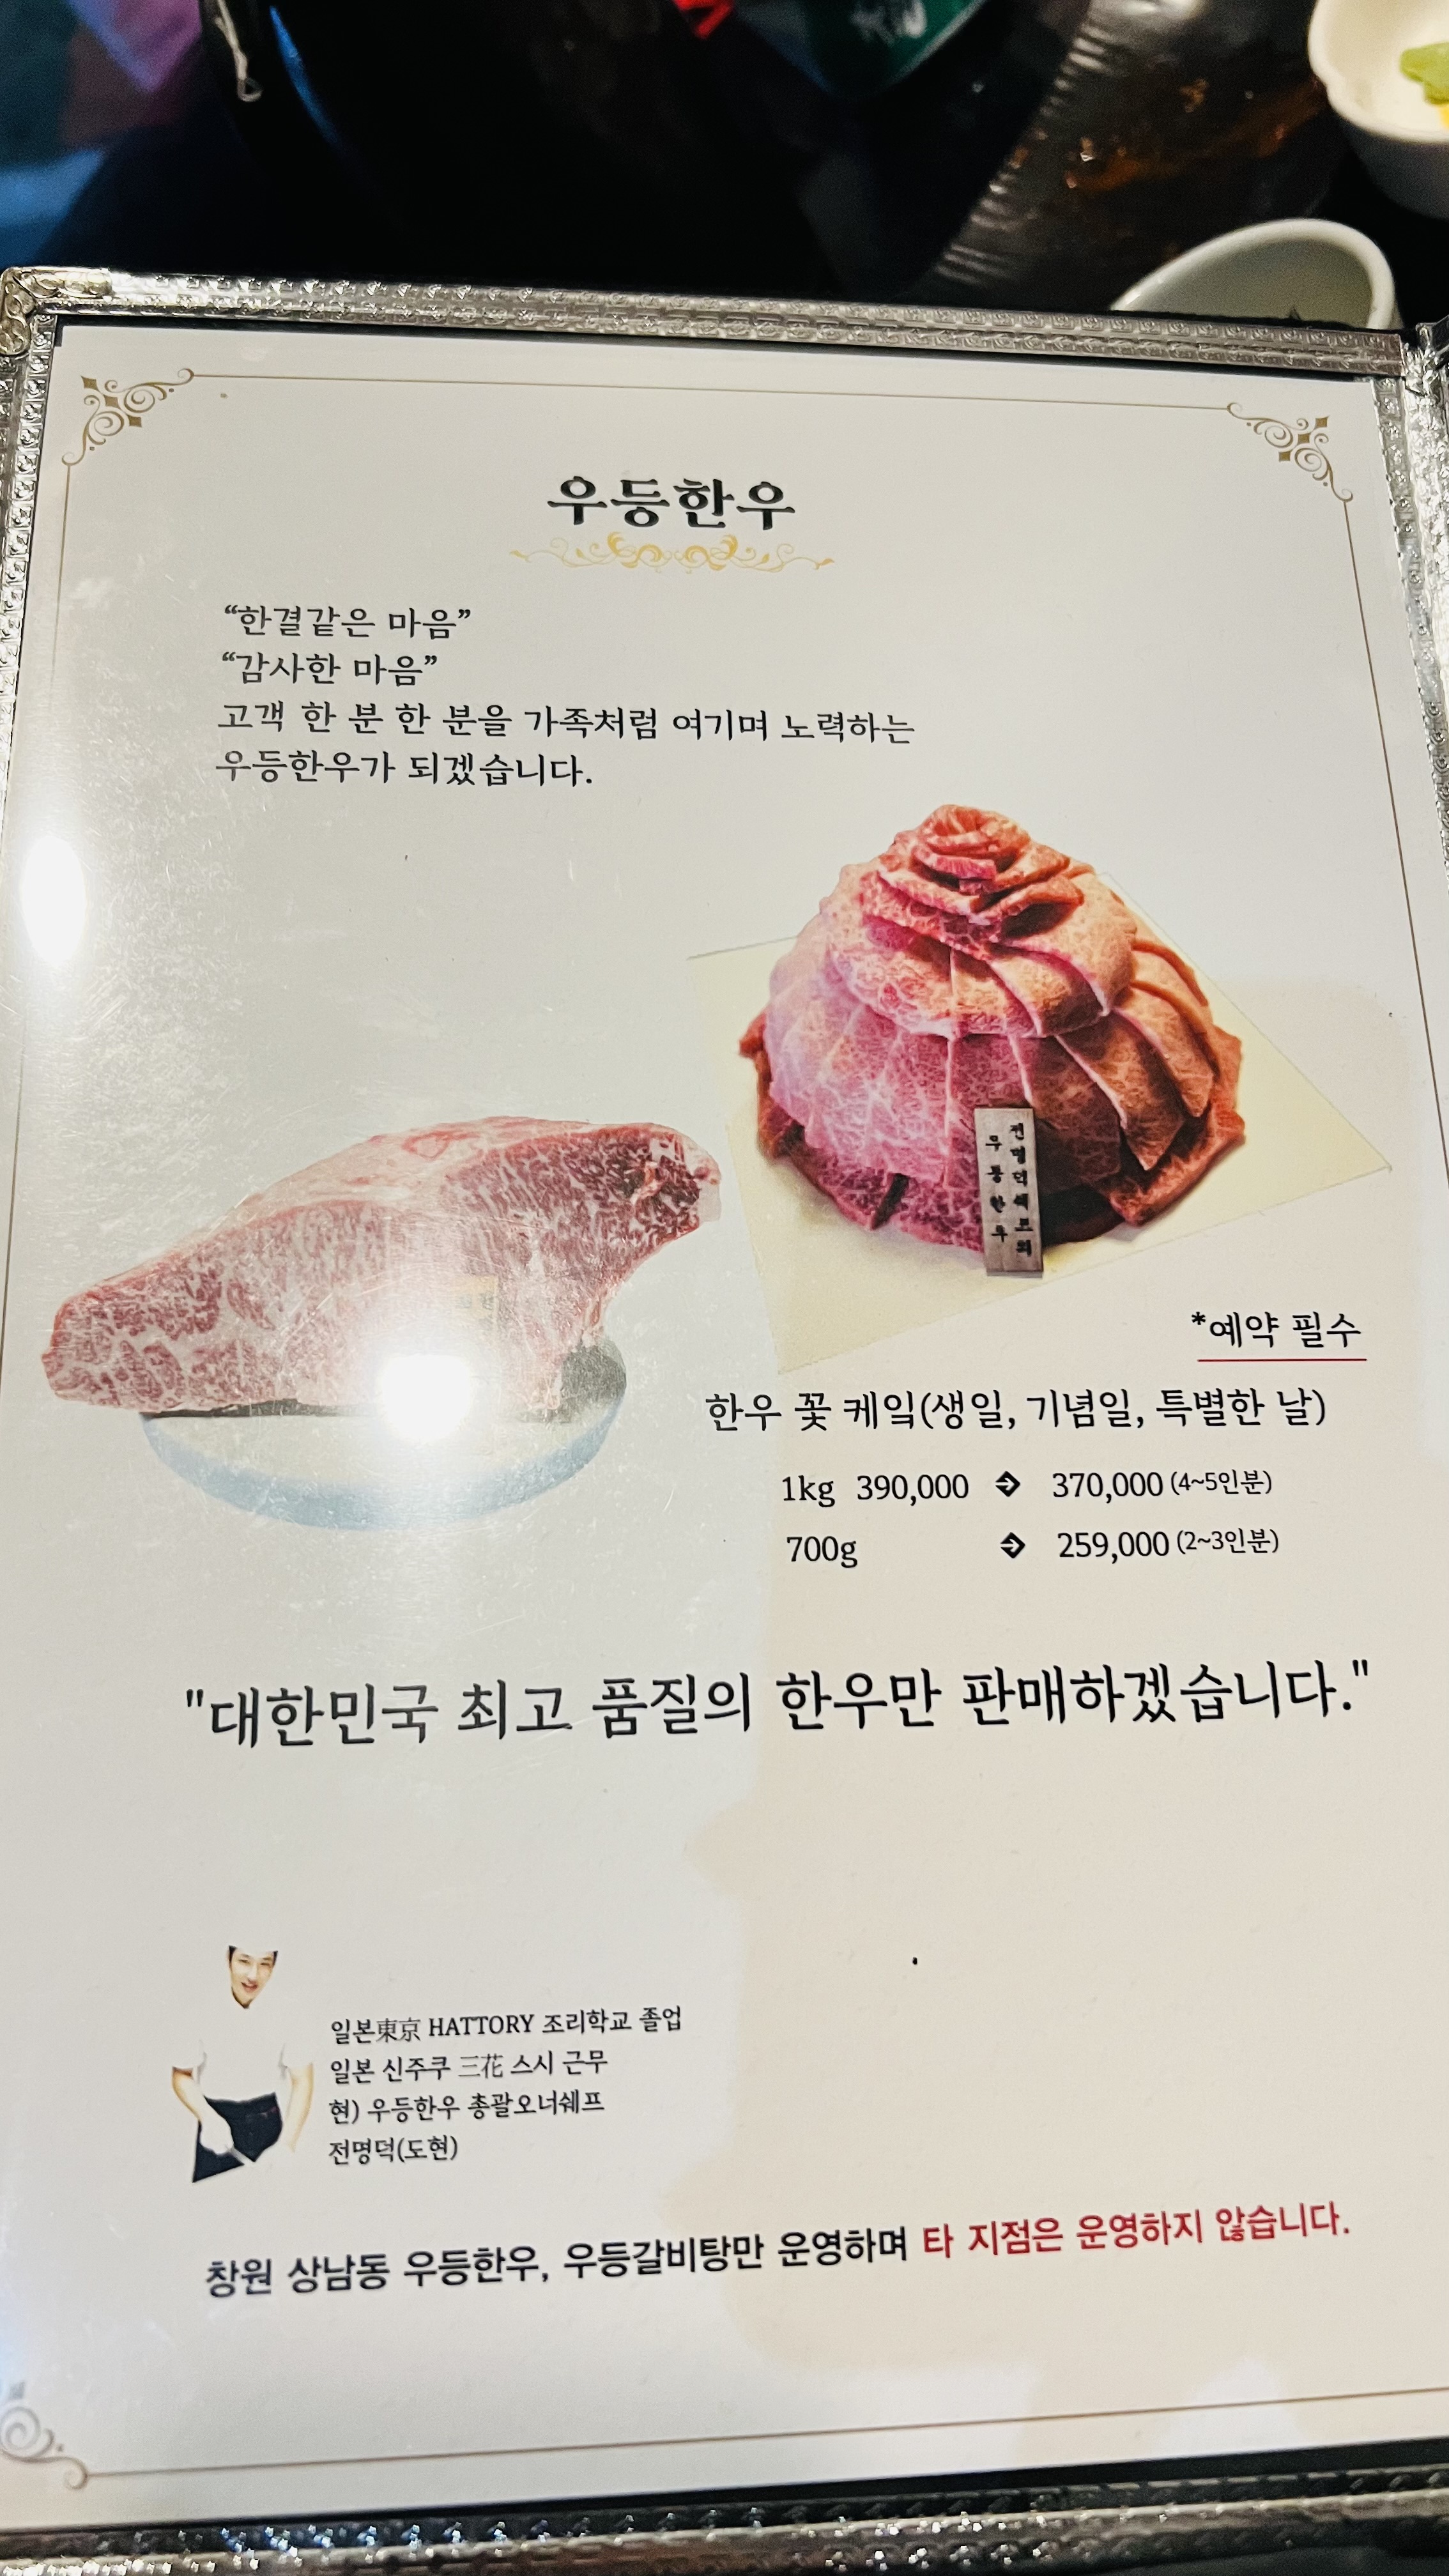 우등한우
“한결같은 마음”
“감사한 마음”
고객 한 분 한 분을 가족처럼 여기며 노력하는
우등한우가 되겠습니다.
전명덕쉐프의
우등한우
*예약 필수
한우 꽃 케잌(생일, 기념일, 특별한 날)
1kg 390,000 → 370,000 (4~5인분)
700g → 259,000 (2~3인분)
"대한민국 최고 품질의 한우만 판매하겠습니다."
일본東京 HATTORY 조리학교 졸업
일본 신주쿠 三花 스시 근무
현) 우등한우 총괄오너쉐프
전명덕(도현)
창원 상남동 우등한우, 우등갈비탕만 운영하며 타 지점은 운영하지 않습니다.